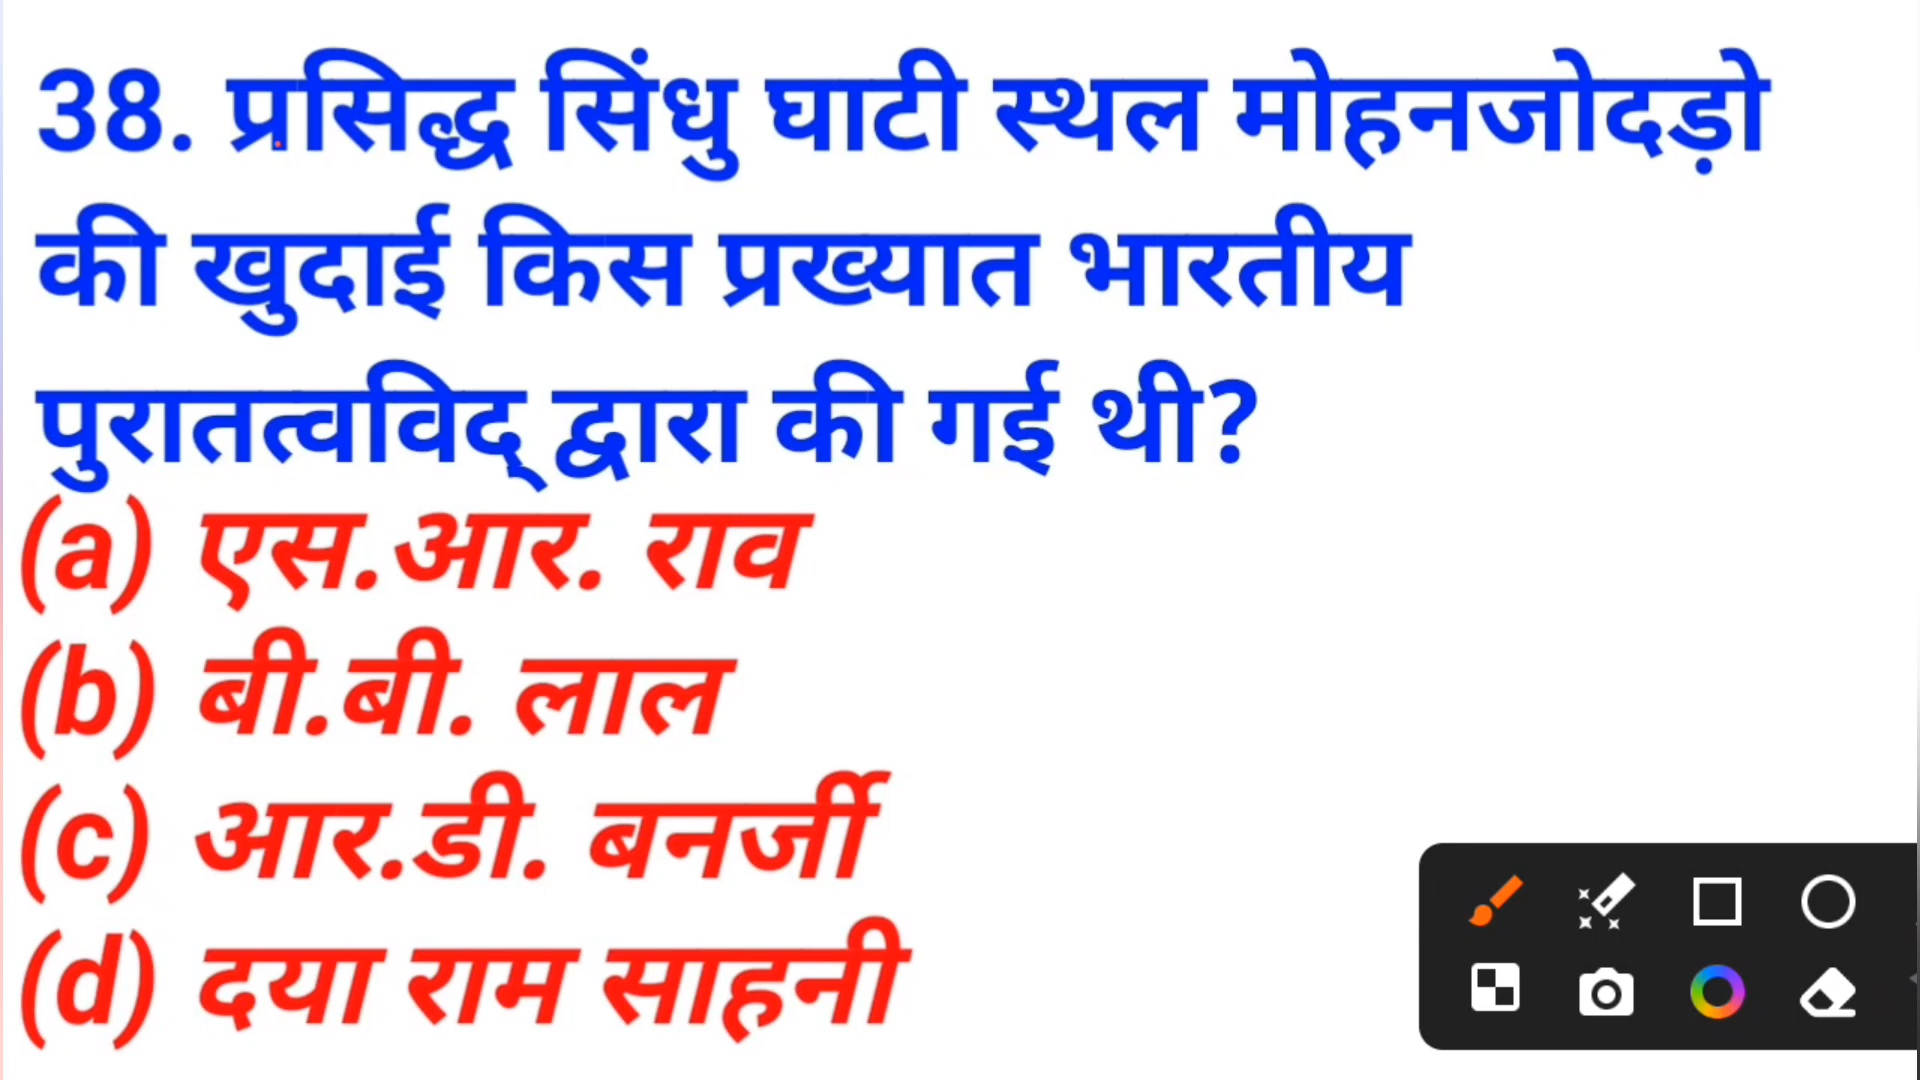 38. प्रसिद्ध सिंधु घाटी स्थल मोहनजोदड़ो
की खुदाई किस प्रख्यात भारतीय
पुरातत्वविद् द्वारा की गई थी?
(a) एस.आर. राव
(b) बी.बी. लाल
(c) आर.डी. बनर्जी
(d) दया राम साहनी